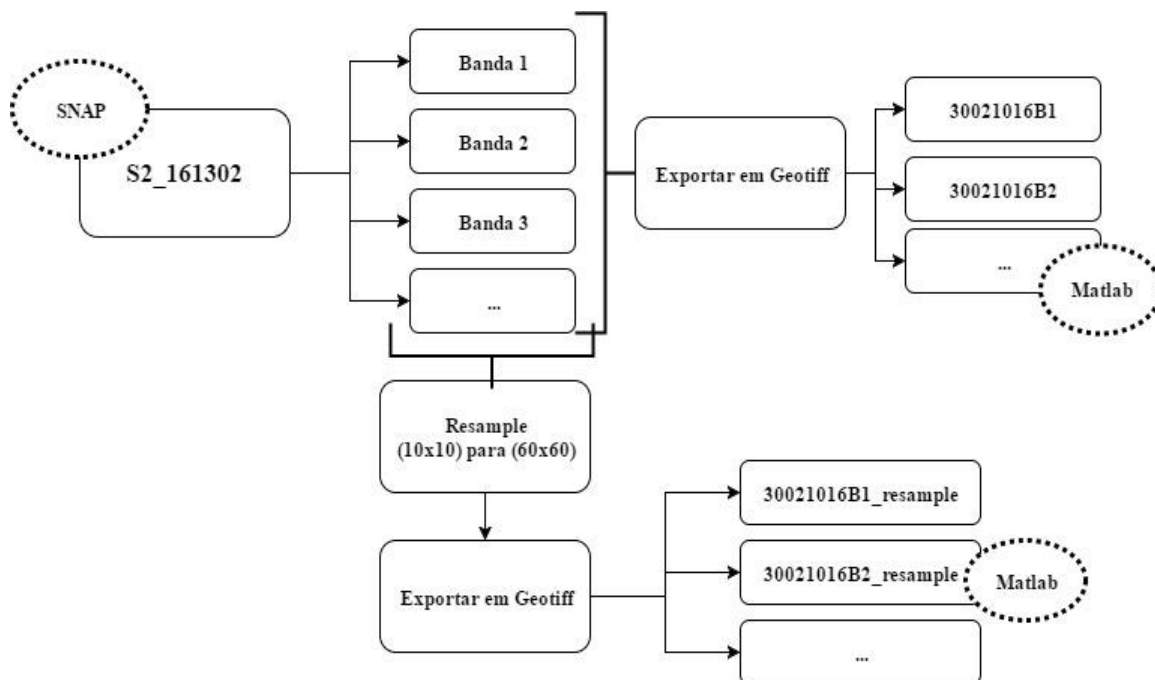 SNAP
S2_161302
Banda 1
Banda 2
Banda 3
...
Exportar em Geotiff
30021016B1
30021016B2
...
Matlab
Resample
(10x10) para (60x60)
Exportar em Geotiff
30021016B1_resample
30021016B2_resample
Matlab
...